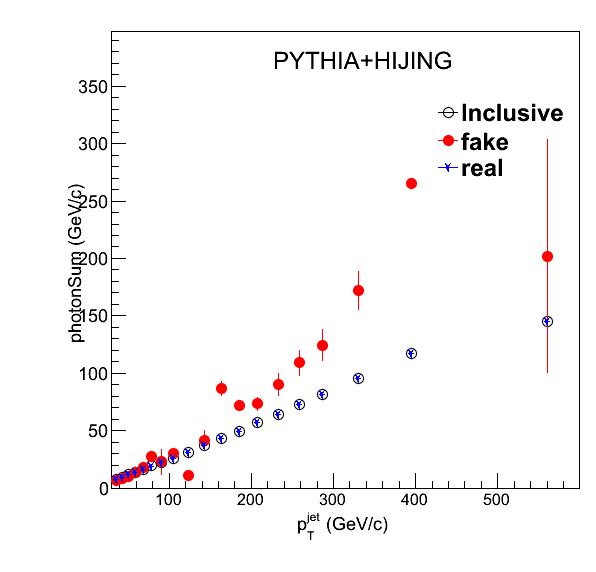 PYTHIA+HIJING
Inclusive
fake
real
photonSum (GeV/c)
350
300
250
200
150
100
50
0
100
200
300
400
500
p_T^jet (GeV/c)